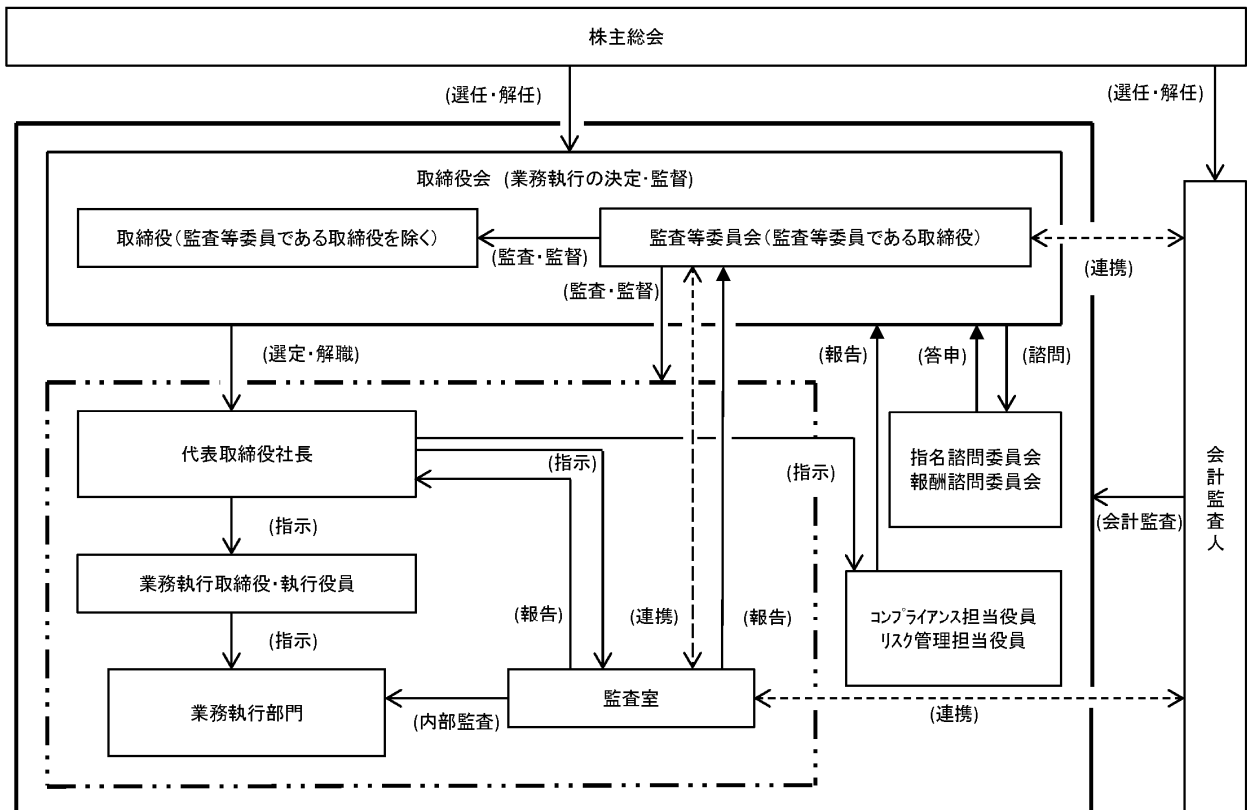 株主総会
(選任・解任)
(選任・解任)
取締役会 (業務執行の決定・監督)
取締役(監査等委員である取締役を除く)
監査等委員会(監査等委員である取締役)
(監査・監督)
(監査・監督)
(連携)
(選定・解職)
(報告)
(答申)
(諮問)
代表取締役社長
(指示)
(指示)
指名諮問委員会
報酬諮問委員会
会計監査人
(会計監査)
(指示)
業務執行取締役・執行役員
(報告)
(連携)
(報告)
コンプライアンス担当役員
リスク管理担当役員
(指示)
業務執行部門
(内部監査)
監査室
(連携)